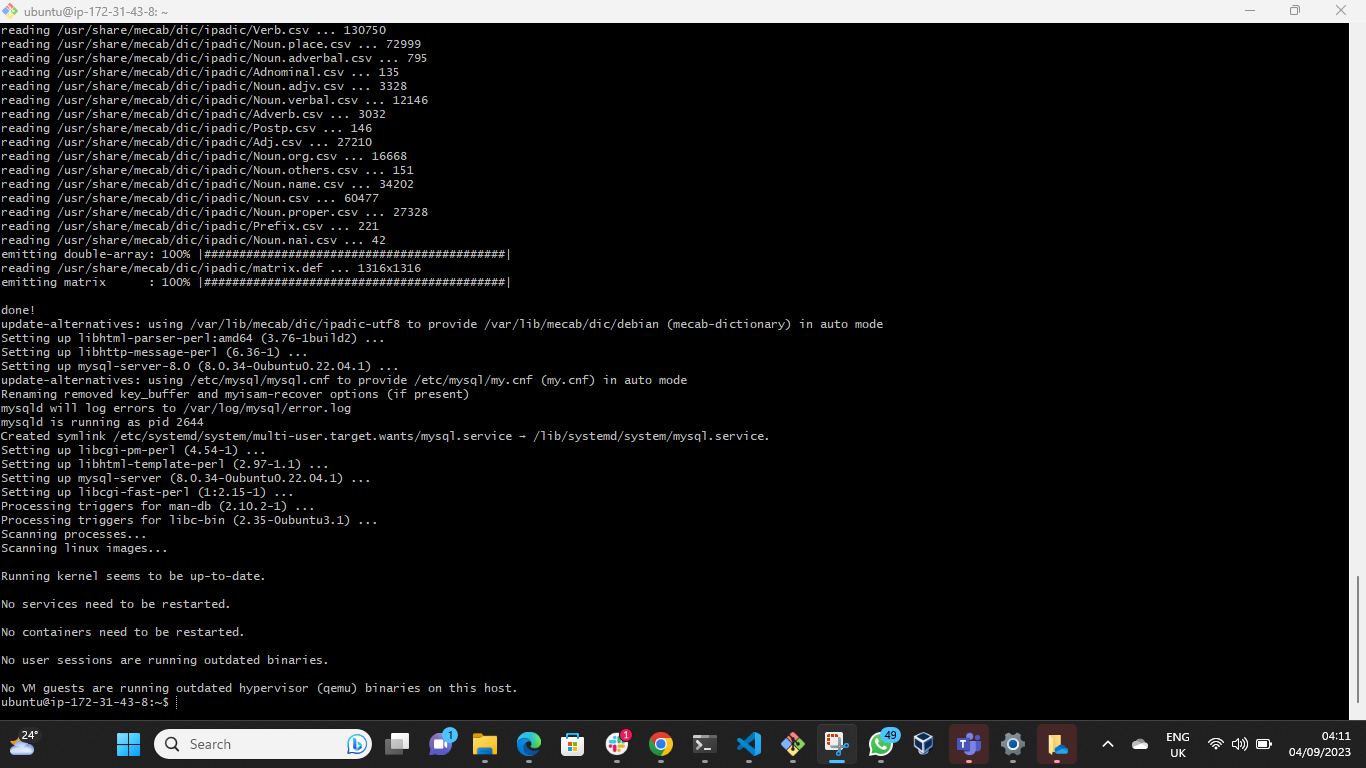 ubuntu@ip-172-31-43-8: ~
reading /usr/share/mecab/dic/ipadic/Verb.csv ... 130750
reading /usr/share/mecab/dic/ipadic/Noun.place.csv ... 72999
reading /usr/share/mecab/dic/ipadic/Noun.adverbal.csv ... 795
reading /usr/share/mecab/dic/ipadic/Adnominal.csv ... 135
reading /usr/share/mecab/dic/ipadic/Noun.adjv.csv ... 3328
reading /usr/share/mecab/dic/ipadic/Noun.verbal.csv ... 12146
reading /usr/share/mecab/dic/ipadic/Adverb.csv ... 3032
reading /usr/share/mecab/dic/ipadic/Postp.csv ... 146
reading /usr/share/mecab/dic/ipadic/Adj.csv ... 27210
reading /usr/share/mecab/dic/ipadic/Noun.org.csv ... 16668
reading /usr/share/mecab/dic/ipadic/Noun.others.csv ... 151
reading /usr/share/mecab/dic/ipadic/Noun.name.csv ... 34202
reading /usr/share/mecab/dic/ipadic/Noun.csv ... 60477
reading /usr/share/mecab/dic/ipadic/Noun.proper.csv ... 27328
reading /usr/share/mecab/dic/ipadic/Prefix.csv ... 221
reading /usr/share/mecab/dic/ipadic/Noun.nai.csv ... 42
emitting double-array: 100% |###########################################|
reading /usr/share/mecab/dic/ipadic/matrix.def ... 1316x1316
emitting matrix      : 100% |###########################################|
done!
update-alternatives: using /var/lib/mecab/dic/ipadic-utf8 to provide /var/lib/mecab/dic/debian (mecab-dictionary) in auto mode
Setting up libhtml-parser-perl:amd64 (3.76-1build2) ...
Setting up libhttp-message-perl (6.36-1) ...
Setting up mysql-server-8.0 (8.0.34-0ubuntu0.22.04.1) ...
update-alternatives: using /etc/mysql/mysql.cnf to provide /etc/mysql/my.cnf (my.cnf) in auto mode
Renaming removed key_buffer and myisam-recover options (if present)
mysqld will log errors to /var/log/mysql/error.log
mysqld is running as pid 2644
Created symlink /etc/systemd/system/multi-user.target.wants/mysql.service → /lib/systemd/system/mysql.service.
Setting up libcgi-pm-perl (4.54-1) ...
Setting up libhtml-template-perl (2.97-1.1) ...
Setting up mysql-server (8.0.34-0ubuntu0.22.04.1) ...
Setting up libcgi-fast-perl (1:2.15-1) ...
Processing triggers for man-db (2.10.2-1) ...
Processing triggers for libc-bin (2.35-0ubuntu3.1) ...
Scanning processes...
Scanning linux images...
Running kernel seems to be up-to-date.
No services need to be restarted.
No containers need to be restarted.
No user sessions are running outdated binaries.
No VM guests are running outdated hypervisor (qemu) binaries on this host.
ubuntu@ip-172-31-43-8:~$
24°
Search
1
1
49
ENG
UK
04:11
04/09/2023